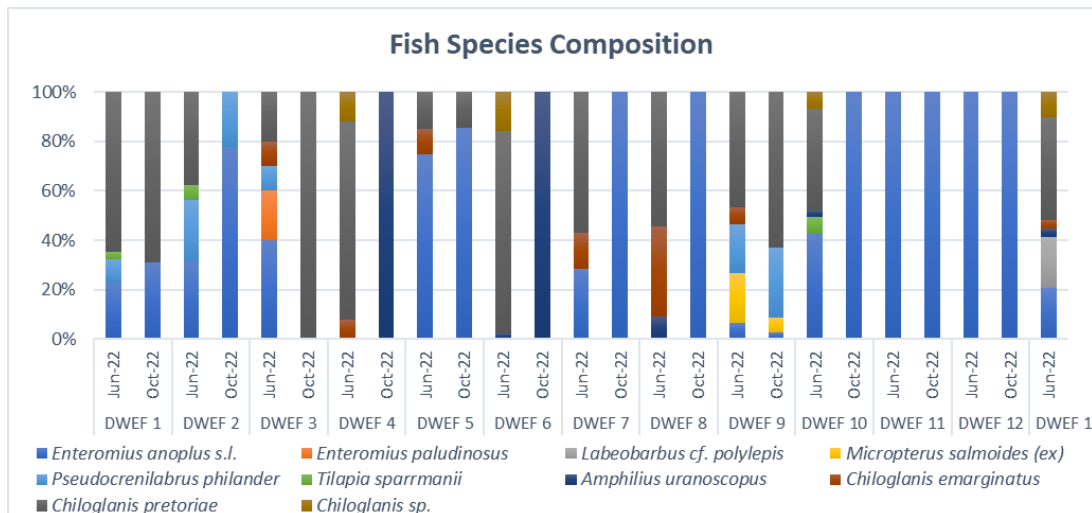 Fish Species Composition
100%
80%
60%
40%
20%
0%
Jun-22 Oct-22 Jun-22 Oct-22 Jun-22 Oct-22 Jun-22 Oct-22 Jun-22 Oct-22 Jun-22 Oct-22 Jun-22 Oct-22 Jun-22 Oct-22 Jun-22 Oct-22 Jun-22 Oct-22 Jun-22 Oct-22 Jun-22 Oct-22 Jun-22
DWEF 1 DWEF 2 DWEF 3 DWEF 4 DWEF 5 DWEF 6 DWEF 7 DWEF 8 DWEF 9 DWEF 10 DWEF 11 DWEF 12 DWEF 1
Enteromius anoplus s.l. Enteromius paludinosus Labeobarbus cf. polylepis Micropterus salmoides (ex)
Pseudocrenilabrus philander Tilapia sparrmanii Amphilius uranoscopus Chiloglanis emarginatus
Chiloglanis pretoriae Chiloglanis sp.